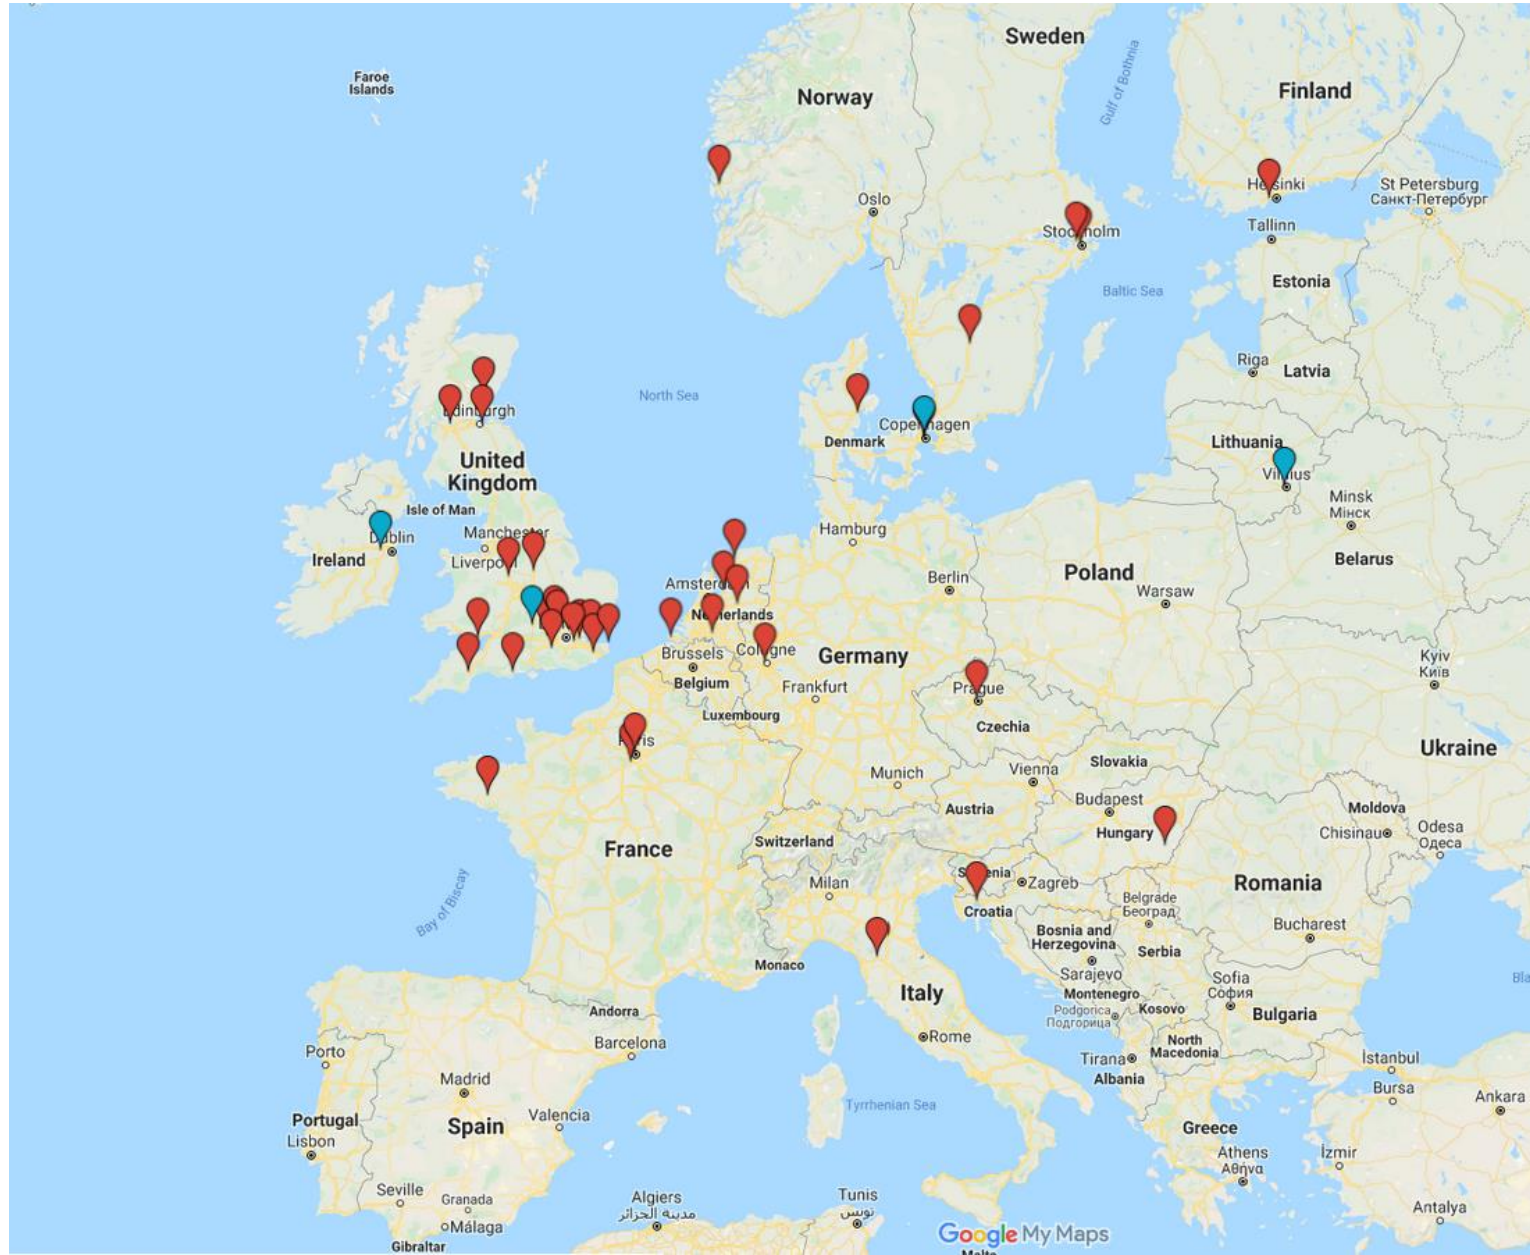 Sweden
Faroe
Islands
Norway
Finland
Gulf of Bothnia
Helsinki
St Petersburg
Санкт-Петербург
Oslo
Tallinn
Stockholm
Estonia
Baltic Sea
Riga
Latvia
North Sea
Edinburgh
Copenhagen
Denmark
Lithuania
Vilnius
United
Kingdom
Minsk
Мінск
Isle of Man
Manchester
Hamburg
Dublin
Ireland
Liverpool
Belarus
Berlin
Poland
Amsterdam
Warsaw
Netherlands
Brussels
Cologne
Germany
Kyiv
Київ
Belgium
Frankfurt
Prague
Luxembourg
Czechia
Paris
Ukraine
Slovakia
Munich
Vienna
Budapest
Austria
Moldova
Hungary
Chisinau
Odesa
Одеса
Switzerland
France
Slovenia
Milan
Zagreb
Romania
Belgrade
Београд
Croatia
Bay of Biscay
Bucharest
Bosnia and
Herzegovina
Serbia
Monaco
Sarajevo
Sofia
София
Italy
Montenegro
Podgorica
Подгорица
Kosovo
Bulgaria
Andorra
Rome
North
Macedonia
Barcelona
Porto
Tirana
İstanbul
Albania
Madrid
Bursa
Ankara
Tyrrhenian Sea
Portugal
Spain
Valencia
Lisbon
Greece
Athens
Αθήνα
İzmir
Seville
Granada
Algiers
مدينة الجزائر
Tunis
تونس
Antalya
Málaga
Gibraltar
Google My Maps